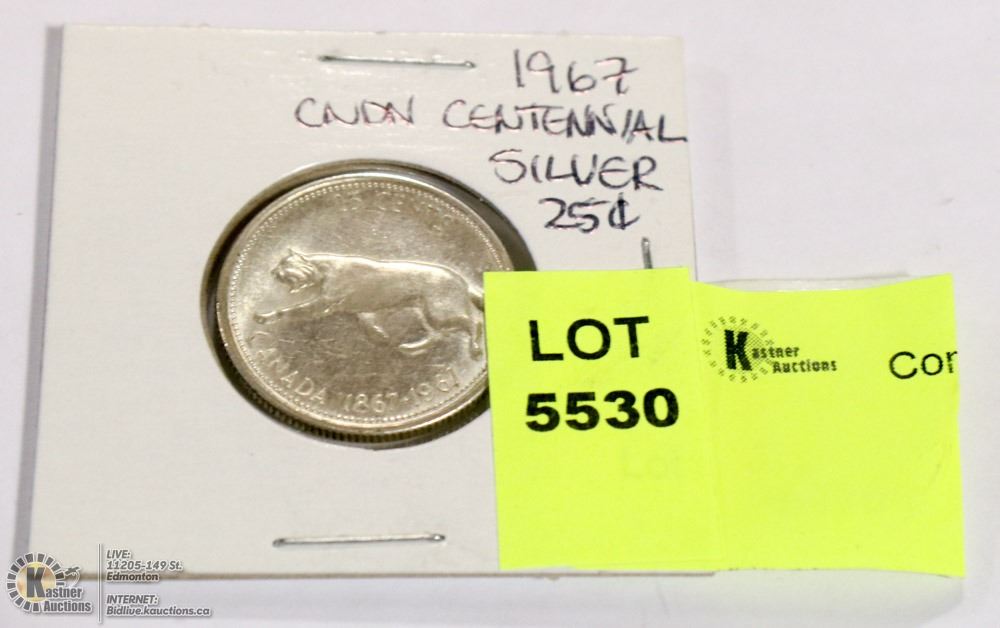 1967
CNDN CENTENNIAL
SILVER
25¢
25 CENTS
CANADA 1867-1967
LOT
5530
Kastner
Auctions
Cor
Kastner
Auctions
LIVE:
11205-149 St.
Edmonton
INTERNET:
Bidlive.kauctions.ca